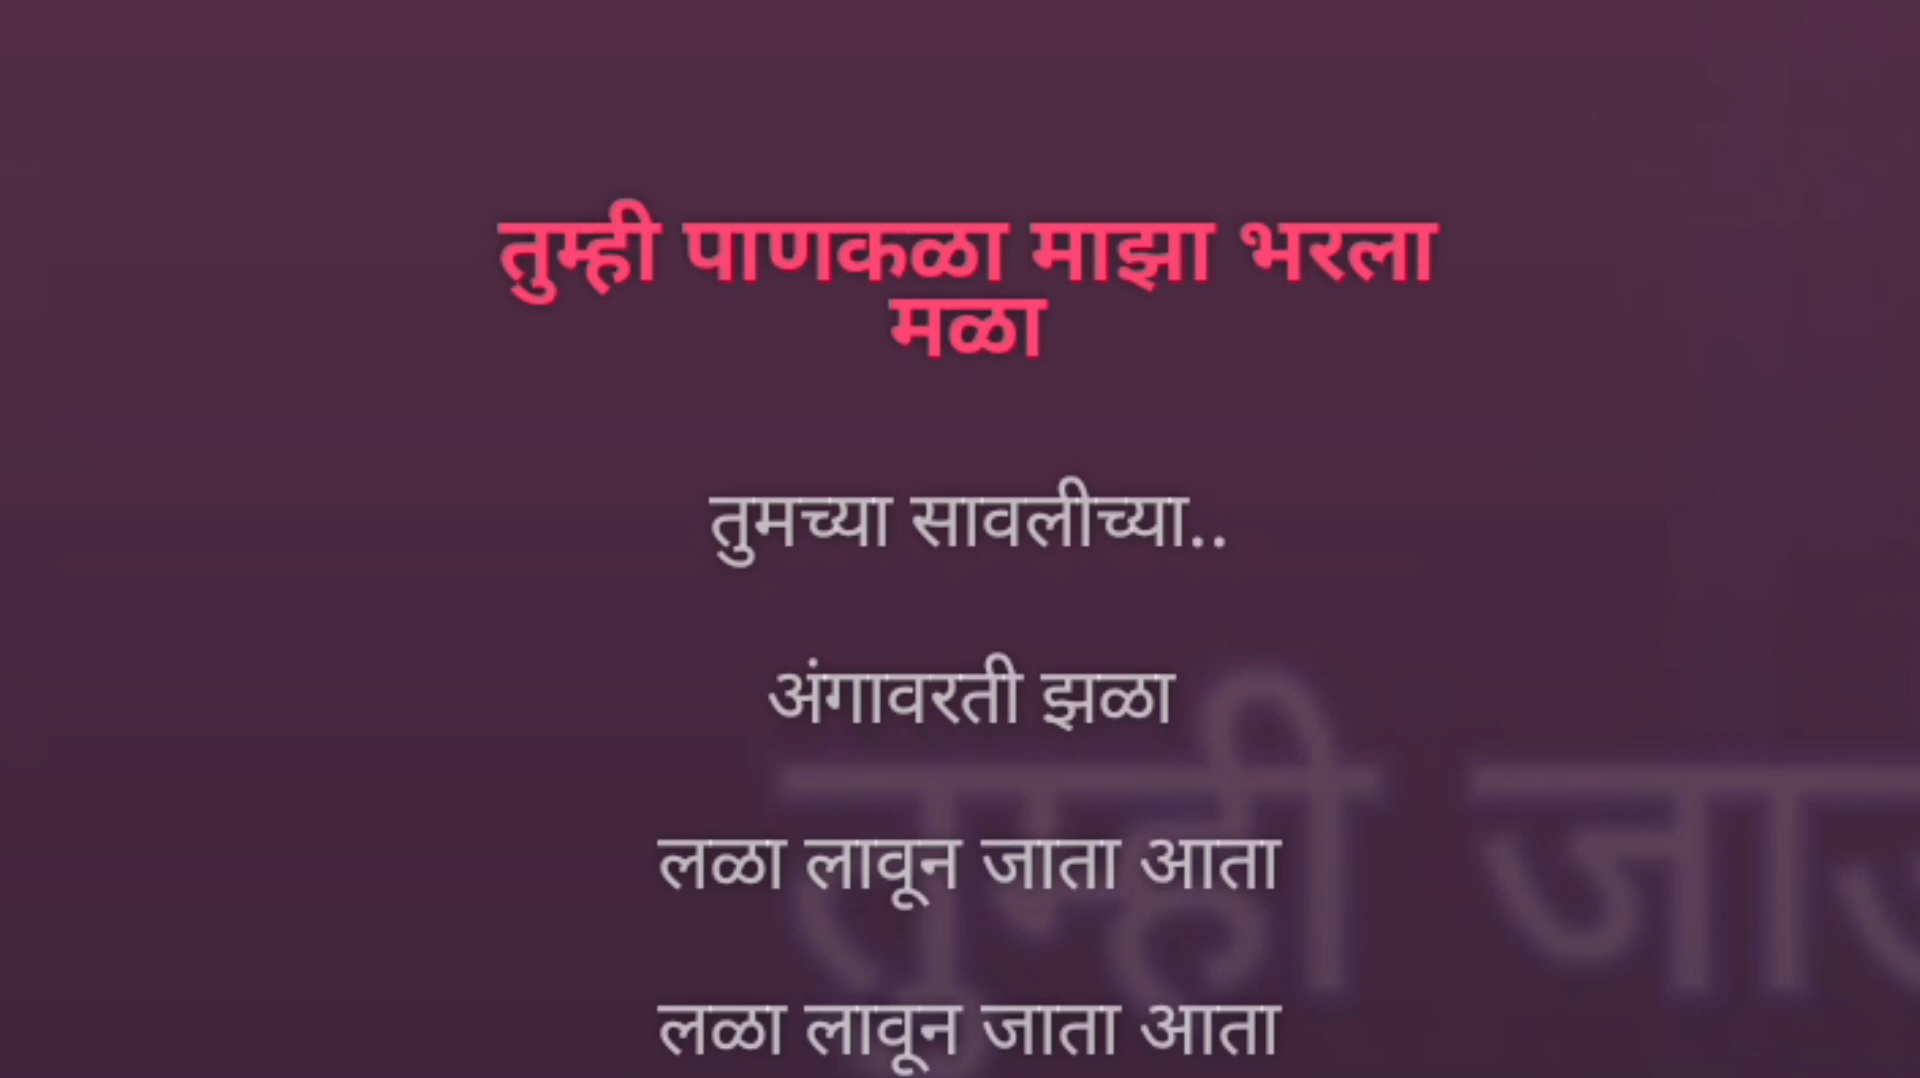 तुम्ही पाणकळा माझा भरला
मळा
तुमच्या सावलीच्या..
अंगावरती झळा
तुम्ही
लळा लावून जाता आता
लळा लावून जाता आता